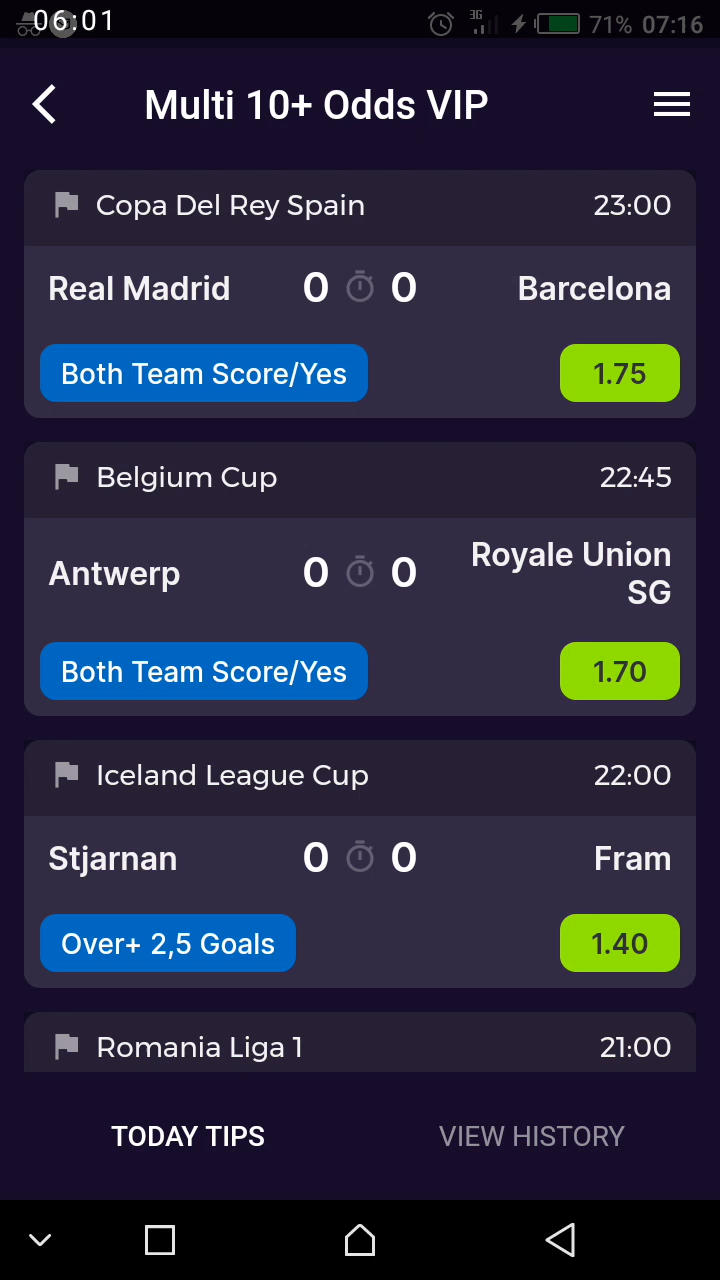 06:01 3G 71% 07:16
Multi 10+ Odds VIP
Copa Del Rey Spain 23:00
Real Madrid 0 0 Barcelona
Both Team Score/Yes 1.75
Belgium Cup 22:45
Antwerp 0 0 Royale Union
SG
Both Team Score/Yes 1.70
Iceland League Cup 22:00
Stjarnan 0 0 Fram
Over+ 2,5 Goals 1.40
Romania Liga 1 21:00
TODAY TIPS VIEW HISTORY